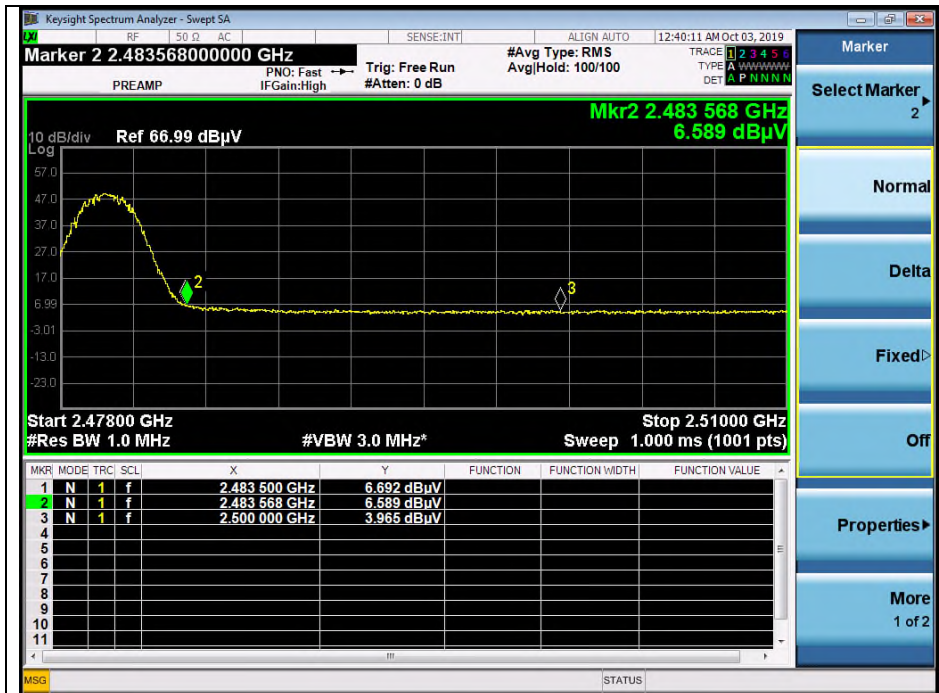 Keysight Spectrum Analyzer - Swept SA
LXI RF 50 Ω AC SENSE:INT ALIGN AUTO 12:40:11 AM Oct 03, 2019
Marker 2 2.483568000000 GHz
PREAMP
PNO: Fast
IFGain:High
Trig: Free Run
#Atten: 0 dB
#Avg Type: RMS
Avg|Hold: 100/100
TRACE 1 2 3 4 5 6
TYPE A WWWWW
DET A P N N N N
Mkr2 2.483 568 GHz
6.589 dBµV
10 dB/div Ref 66.99 dBµV
Log
57.0
47.0
37.0
27.0
17.0
6.99
-3.01
-13.0
-23.0
2
3
Start 2.47800 GHz Stop 2.51000 GHz
#Res BW 1.0 MHz #VBW 3.0 MHz* Sweep 1.000 ms (1001 pts)
MKR MODE TRC SCL X Y FUNCTION FUNCTION WIDTH FUNCTION VALUE
1 N 1 f 2.483 500 GHz 6.692 dBµV
2 N 1 f 2.483 568 GHz 6.589 dBµV
3 N 1 f 2.500 000 GHz 3.965 dBµV
4
5
6
7
8
9
10
11
MSG STATUS
Marker
Select Marker
2
Normal
Delta
Fixed
Off
Properties
More
1 of 2